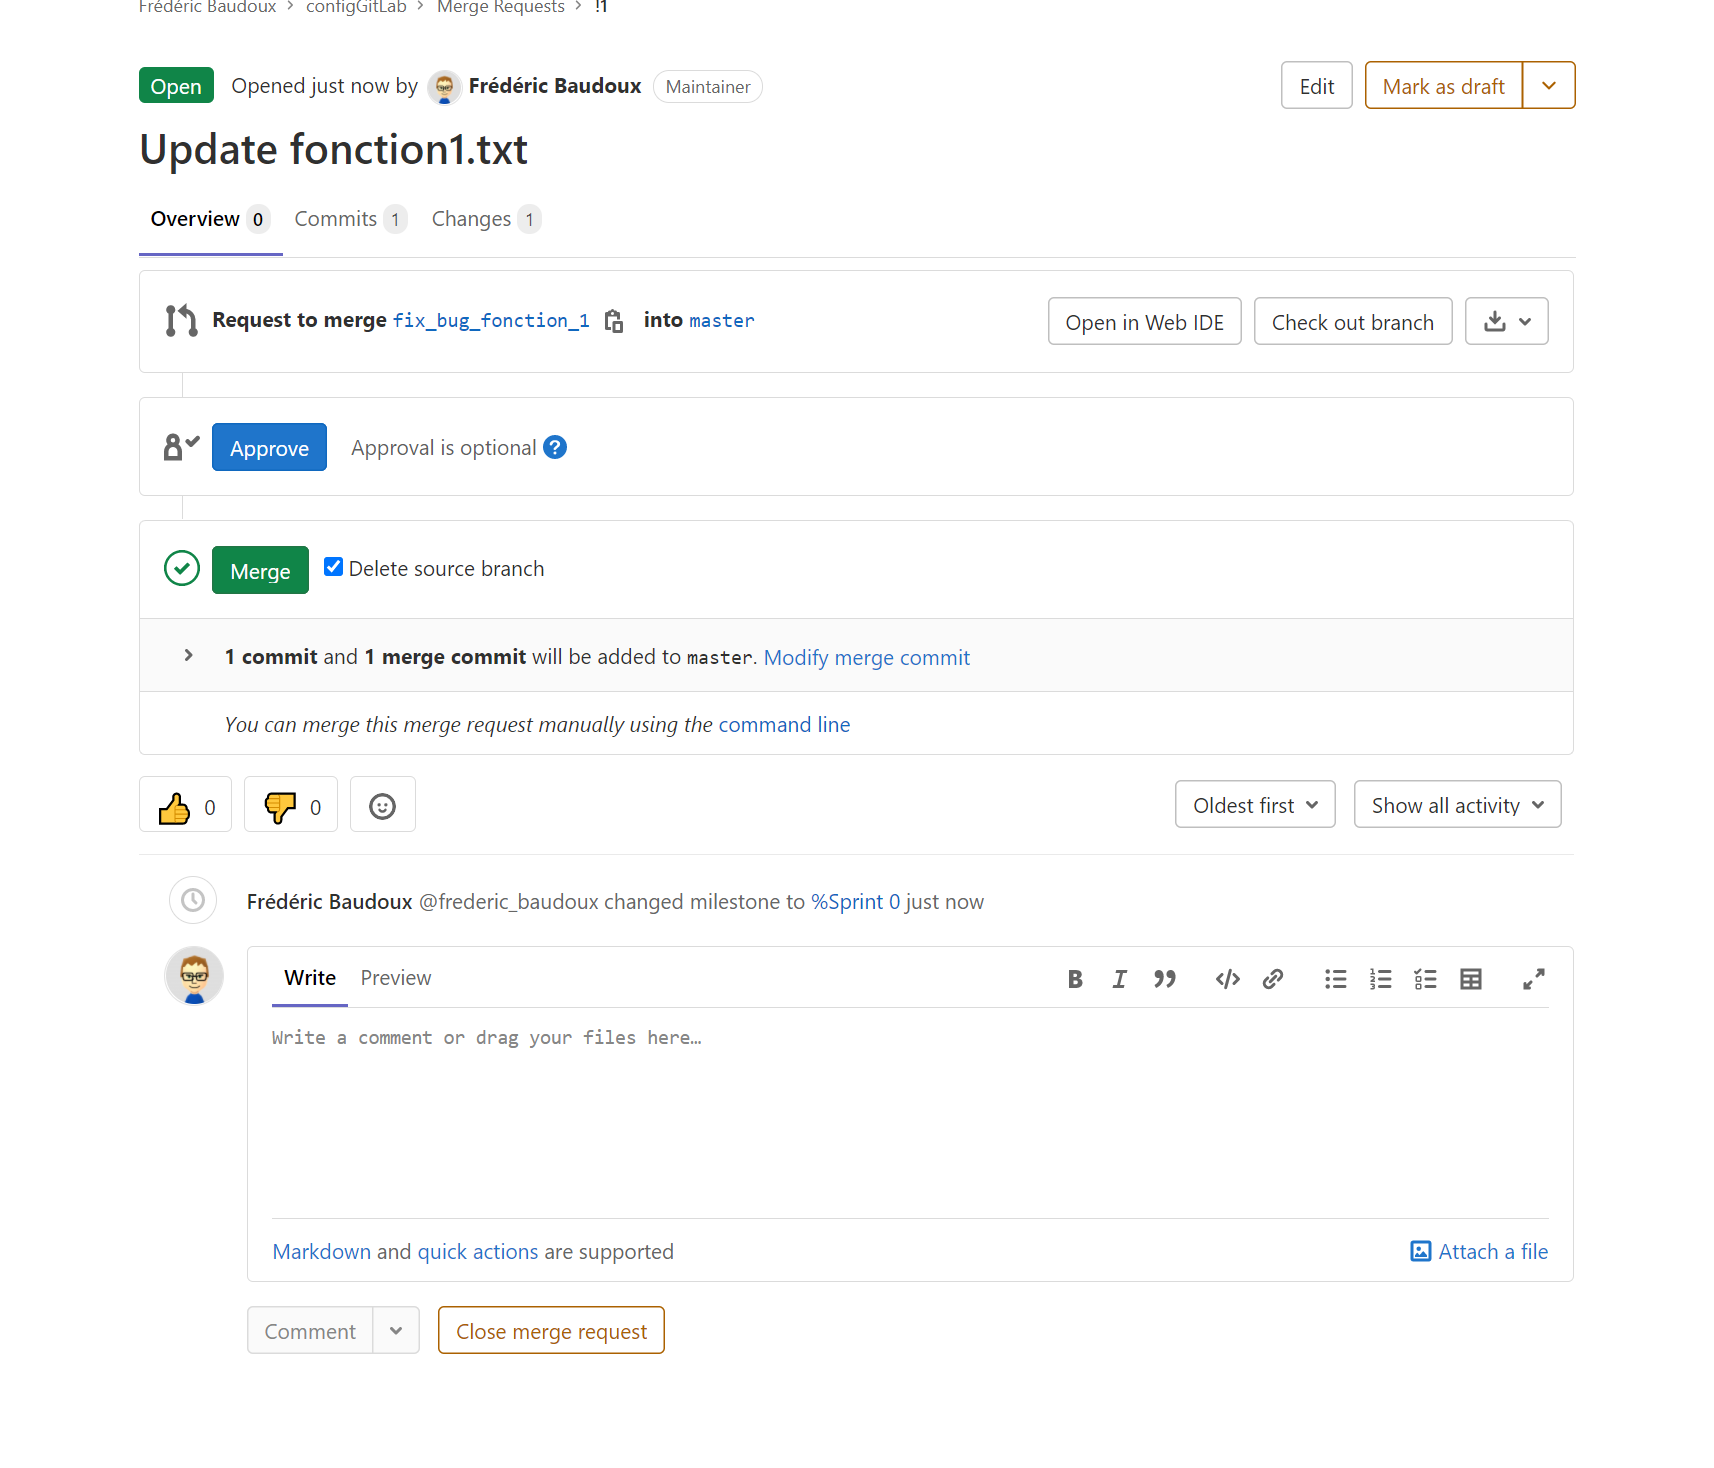 Frédéric Baudoux > configGitLab > Merge Requests > !1
Open Opened just now by Frédéric Baudoux Maintainer Edit Mark as draft
Update fonction1.txt
Overview 0 Commits 1 Changes 1
Request to merge fix_bug_fonction_1 into master Open in Web IDE Check out branch
Approve Approval is optional ?
Merge Delete source branch
1 commit and 1 merge commit will be added to master. Modify merge commit
You can merge this merge request manually using the command line
0 0 Oldest first Show all activity
Frédéric Baudoux @frederic_baudoux changed milestone to %Sprint 0 just now
Write Preview
Write a comment or drag your files here…
Markdown and quick actions are supported Attach a file
Comment Close merge request